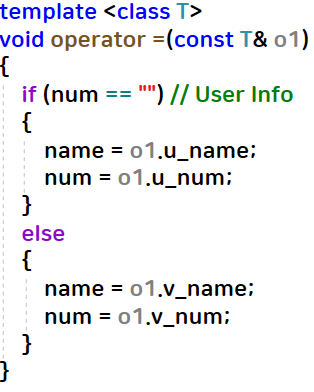 template <class T>
void operator =(const T& o1)
{
if (num == "") // User Info
{
name = o1.u_name;
num = o1.u_num;
}
else
{
name = o1.v_name;
num = o1.v_num;
}
}